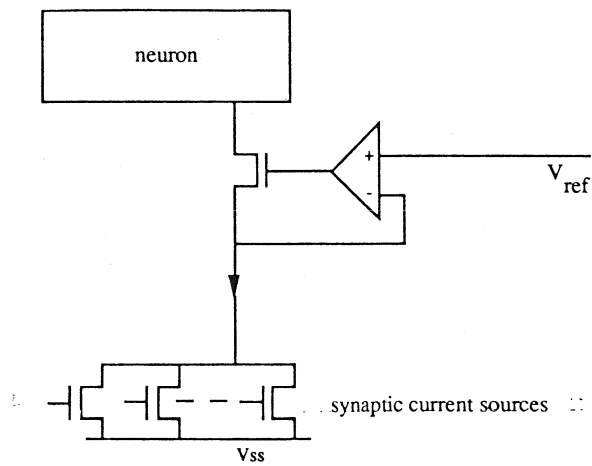 neuron
+
V
ref
-
synaptic current sources
Vss